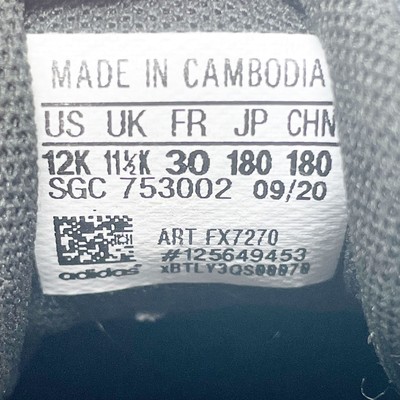 MADE IN CAMBODIA
US UK FR JP CHN
12K 11½K 30 180 180
SGC 753002 09/20
ART FX7270
#125649453
adidas